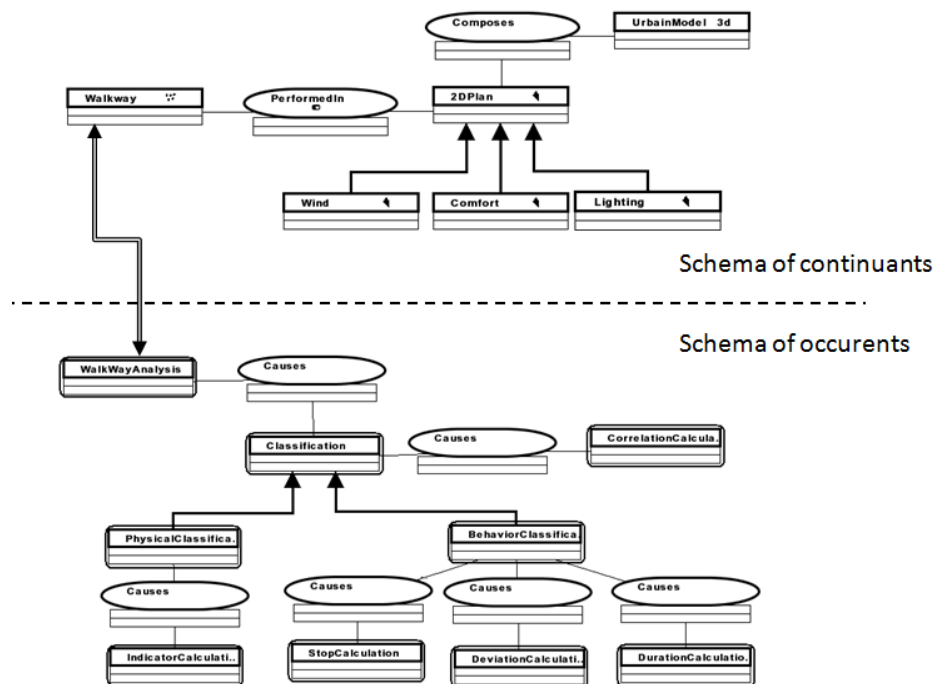 Composes
UrbainModel 3d
Walkway
PerformedIn
2DPlan
Wind
Comfort
Lighting
Schema of continuants
Schema of occurents
WalkWayAnalysis
Causes
Classification
Causes
CorrelationCalcula.
PhysicalClassifica.
BehaviorClassifica.
Causes
Causes
Causes
Causes
IndicatorCalculati..
StopCalculation
DeviationCalculati..
DurationCalculatio..